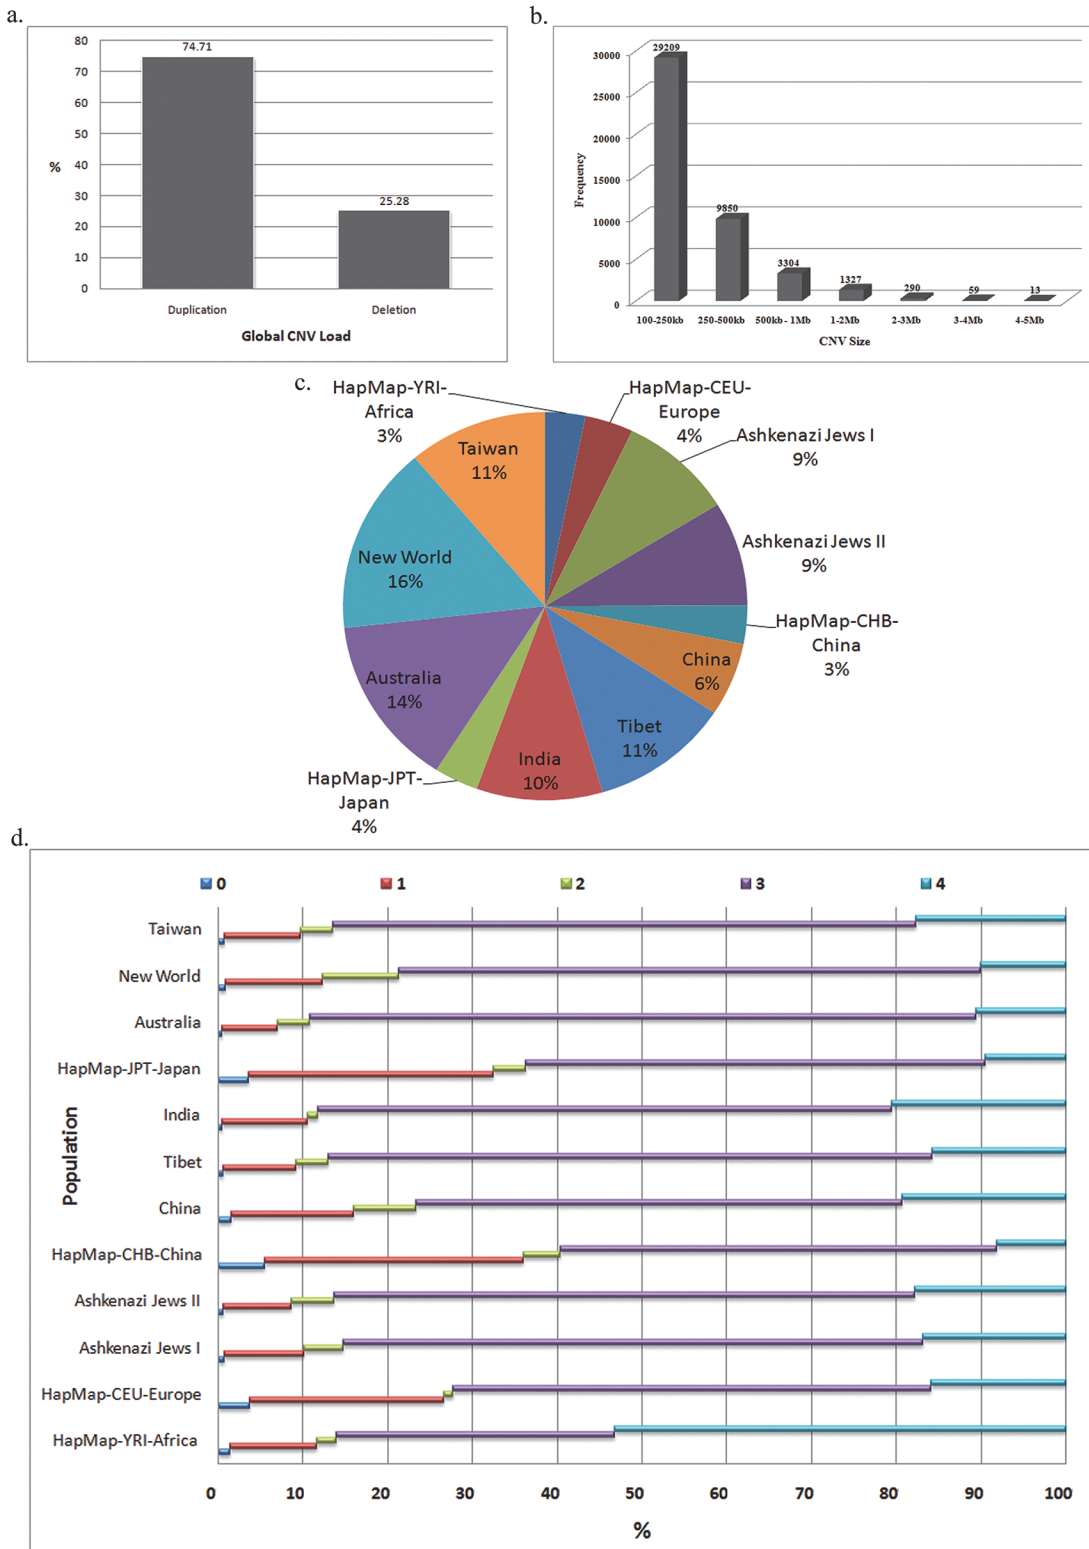 a.
80
70
60
50
40
30
20
10
0
%
74.71
25.28
Duplication
Deletion
Global CNV Load
b.
30000
25000
20000
15000
10000
5000
0
Frequency
29209
9850
3304
1327
290
59
13
100-250kb
250-500kb
500kb - 1Mb
1-2Mb
2-3Mb
3-4Mb
4-5Mb
CNV Size
c.
HapMap-YRI-
Africa
3%
HapMap-CEU-
Europe
4%
Ashkenazi Jews I
9%
Ashkenazi Jews II
9%
HapMap-CHB-
China
3%
China
6%
Tibet
11%
India
10%
HapMap-JPT-
Japan
4%
Australia
14%
New World
16%
Taiwan
11%
d.
0 1 2 3 4
Population
Taiwan
New World
Australia
HapMap-JPT-Japan
India
Tibet
China
HapMap-CHB-China
Ashkenazi Jews II
Ashkenazi Jews I
HapMap-CEU-Europe
HapMap-YRI-Africa
0 10 20 30 40 50 60 70 80 90 100
%